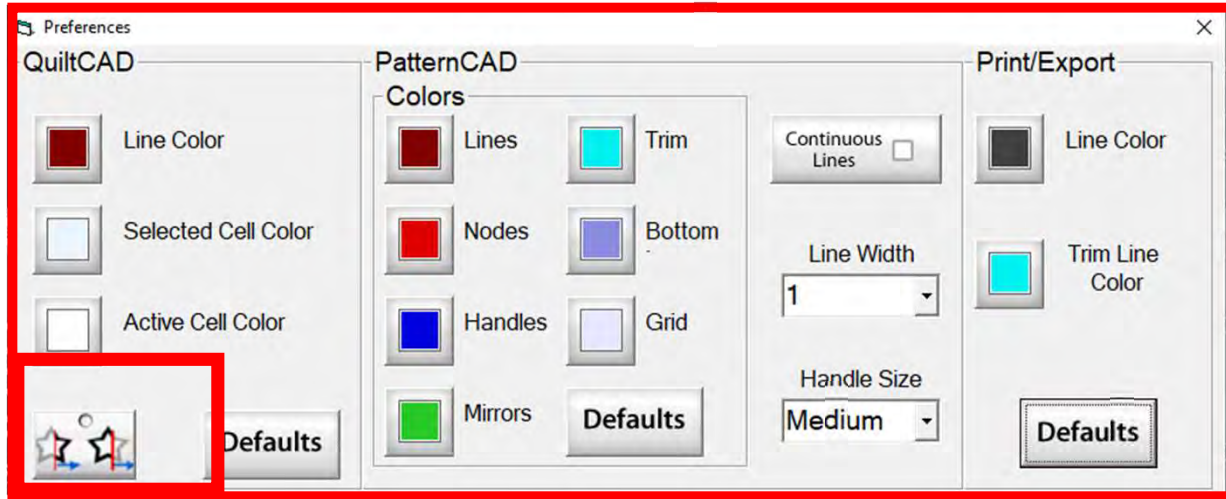 Preferences
QuiltCAD
Line Color
Selected Cell Color
Active Cell Color
Defaults
PatternCAD
Colors
Lines
Trim
Nodes
Bottom
Handles
Grid
Mirrors
Defaults
Continuous
Lines
Line Width
1
Handle Size
Medium
Print/Export
Line Color
Trim Line
Color
Defaults